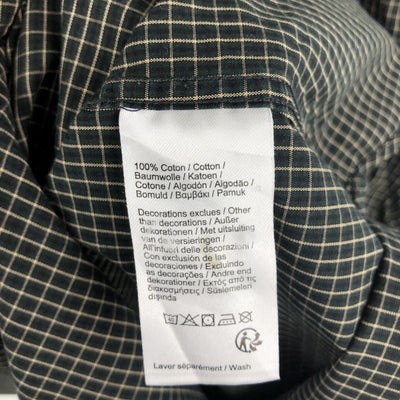 100% Coton / Cotton /
Baumwolle / Katoen /
Cotone / Algodón / Algodão /
Bomuld / Βαμβάκι / Pamuk
Decorations exclues / Other
than decorations / Außer
dekorationen / Met uitsluiting
van de versieringen /
All'infuori delle decorazioni /
Con exclusión de las
decoraciones / Excluindo
as decorações / Andre end
dekorationer / Εκτός από τις
διακοσμήσεις / Süslemeleri
dışında
40
Laver séparément / Wash